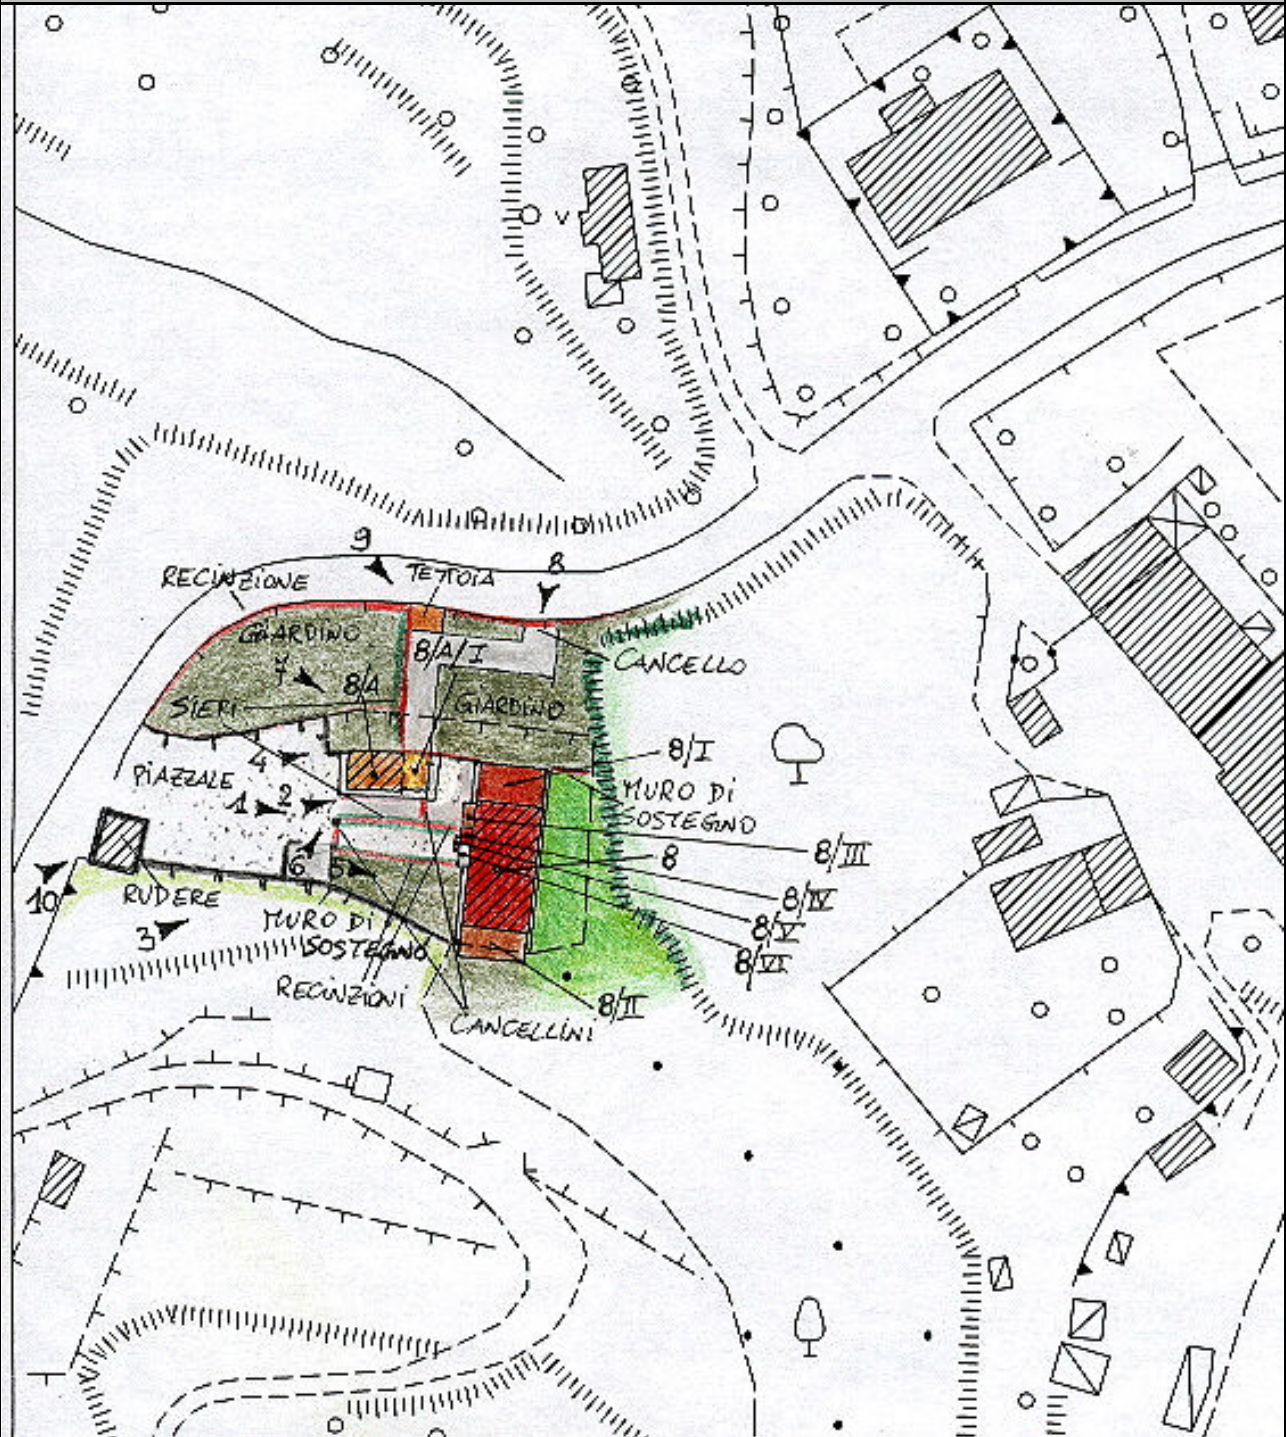 9
TETTOIA
8
RECINZIONE
GIARDINO
8/A/I
CANCELLO
7
8/A
SIEPI
GIARDINO
4
8/I
PIAZZALE
MURO DI
SOSTEGNO
1
2
8/III
6
5
8
10
RUDERE
8/IV
3
MURO DI
SOSTEGNO
8/V
8/VI
RECINZIONI
8/II
CANCELLINI
V